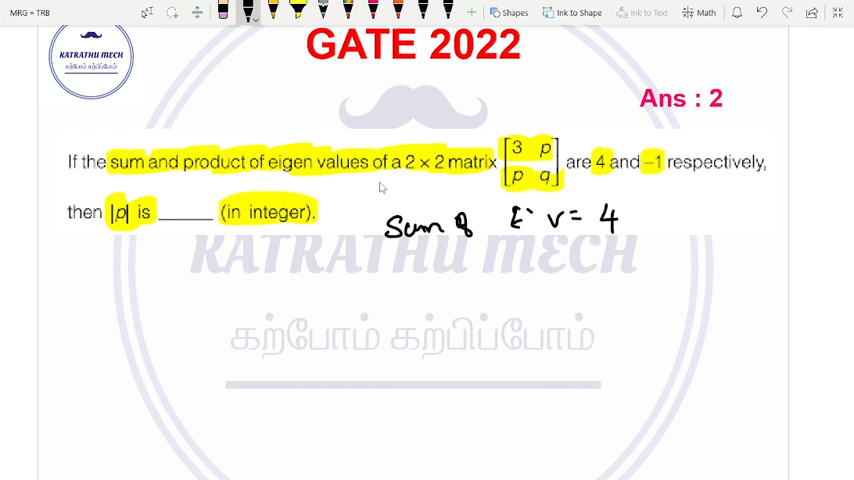 MRG » TRB
Shapes
Ink to Shape
Ink to Text
Math
KATRATHU MECH
கற்போம் கற்பிப்போம்
GATE 2022
Ans : 2
If the sum and product of eigen values of a 2 × 2 matrix [3 p
p q] are 4 and –1 respectively,
then |p| is ______ (in integer).
Sum of E. V = 4
KATRATHU MECH
கற்போம் கற்பிப்போம்